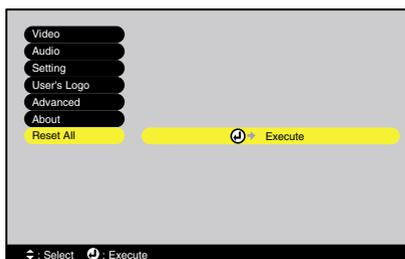 Video
Audio
Setting
User's Logo
Advanced
About
Reset All Execute
: Select : Execute